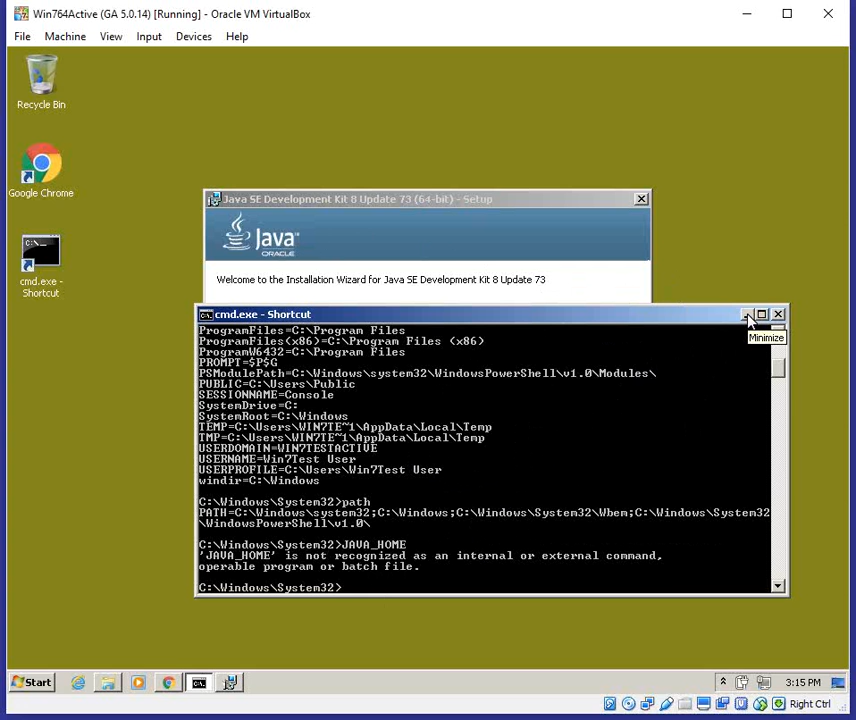 Win764Active (GA 5.0.14) [Running] - Oracle VM VirtualBox
File Machine View Input Devices Help
Recycle Bin
Google Chrome
C:\_
cmd.exe -
Shortcut
Java SE Development Kit 8 Update 73 (64-bit) - Setup
Java™
ORACLE
Welcome to the Installation Wizard for Java SE Development Kit 8 Update 73
cmd.exe - Shortcut
Minimize
ProgramFiles=C:\Program Files
ProgramFiles(x86)=C:\Program Files (x86)
ProgramW6432=C:\Program Files
PROMPT=$P$G
PSModulePath=C:\Windows\system32\WindowsPowerShell\v1.0\Modules\
PUBLIC=C:\Users\Public
SESSIONNAME=Console
SystemDrive=C:
SystemRoot=C:\Windows
TEMP=C:\Users\WIN7TE~1\AppData\Local\Temp
TMP=C:\Users\WIN7TE~1\AppData\Local\Temp
USERDOMAIN=WIN7TESTACTIVE
USERNAME=Win7Test User
USERPROFILE=C:\Users\Win7Test User
windir=C:\Windows
C:\Windows\System32>path
PATH=C:\Windows\system32;C:\Windows;C:\Windows\System32\Wbem;C:\Windows\System32
\WindowsPowerShell\v1.0\
C:\Windows\System32>JAVA_HOME
'JAVA_HOME' is not recognized as an internal or external command,
operable program or batch file.
C:\Windows\System32>
Start
3:15 PM
Right Ctrl